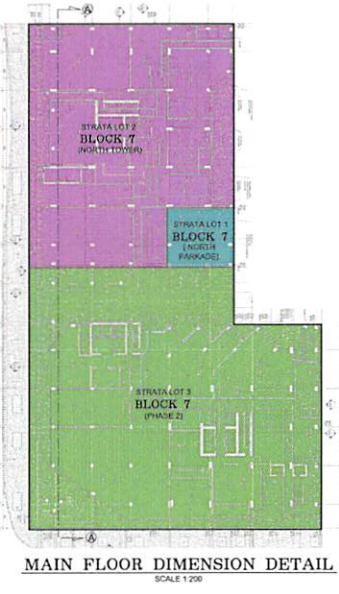 A
STRATA LOT 2
BLOCK 7
(NORTH TOWER)
STRATA LOT 1
BLOCK 7
(NORTH
PARKADE)
STRATA LOT 3
BLOCK 7
(PHASE 2)
A
MAIN FLOOR DIMENSION DETAIL
SCALE 1:200